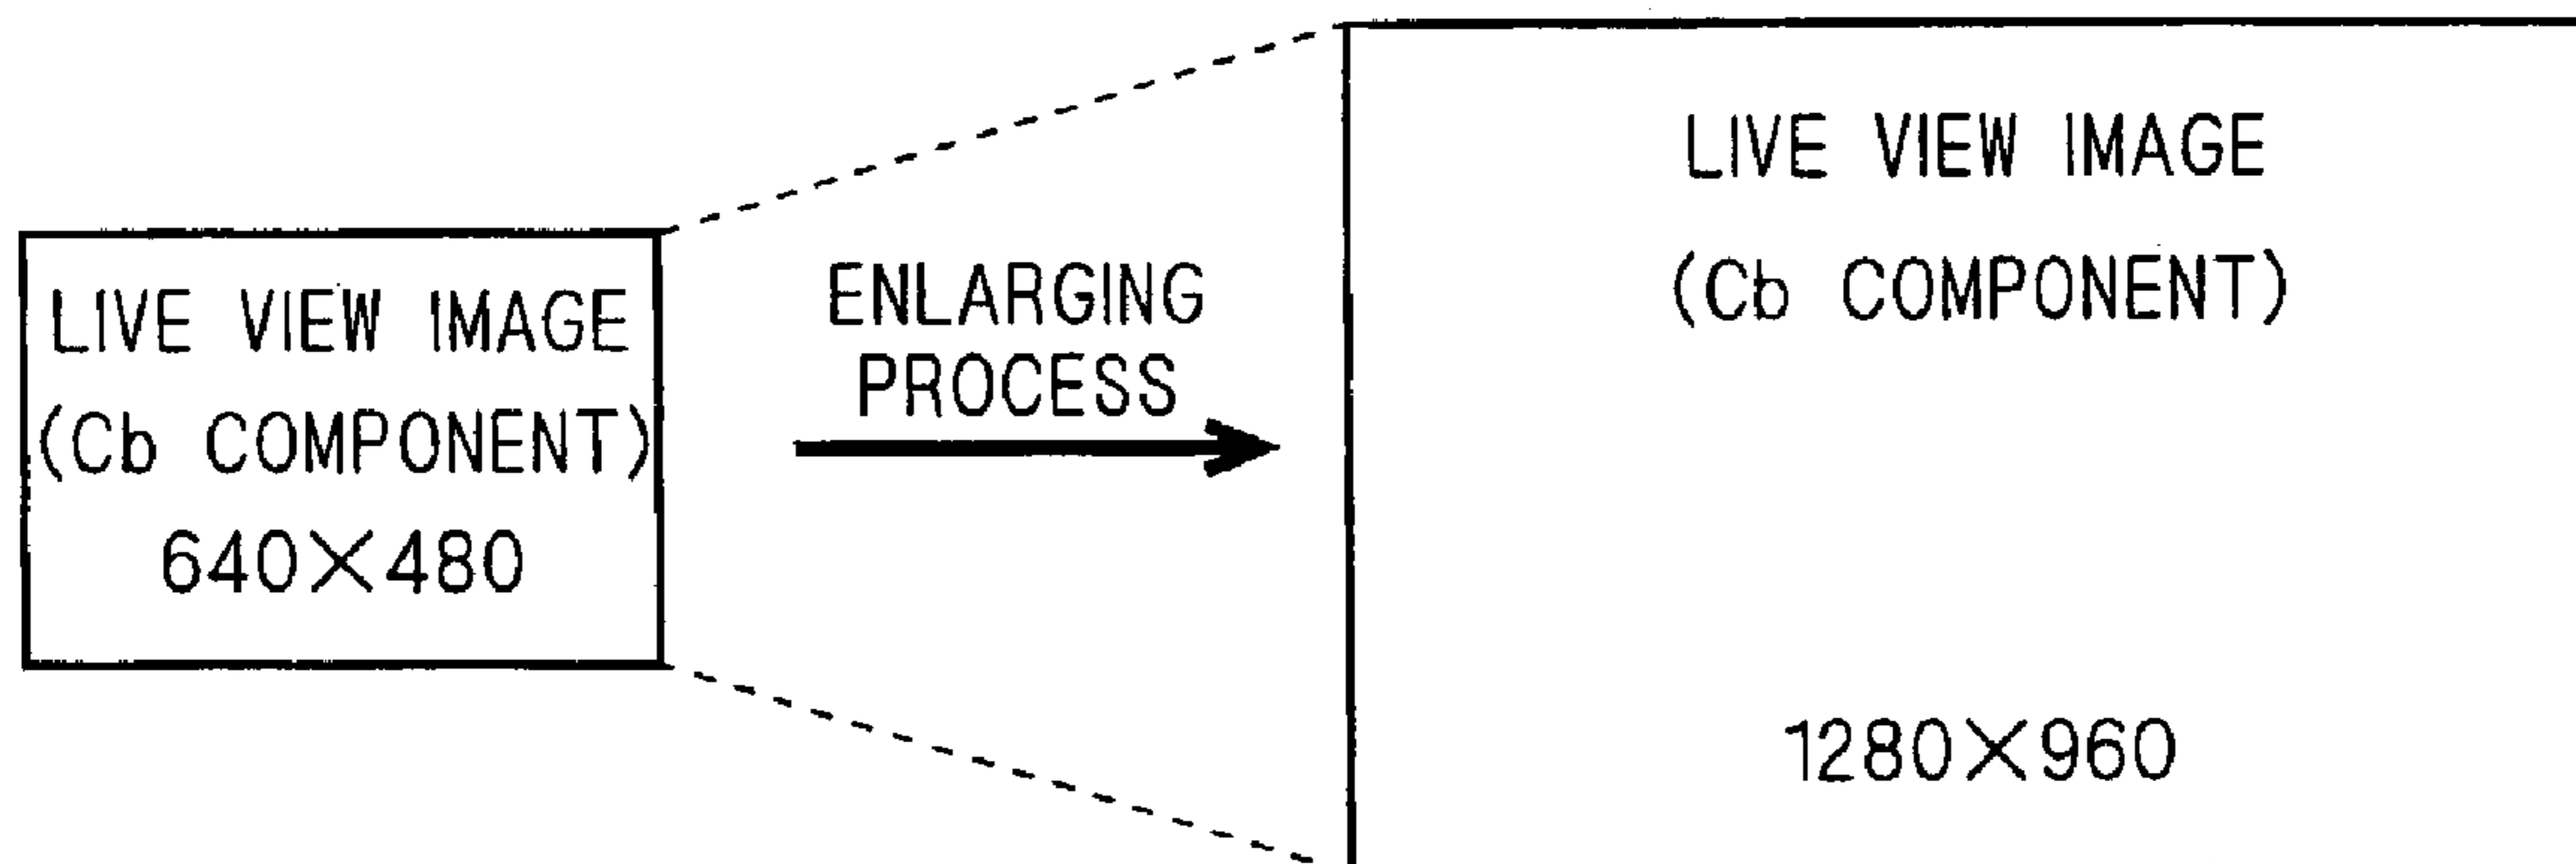 LIVE VIEW IMAGE
(Cb COMPONENT)
640×480
ENLARGING
PROCESS
LIVE VIEW IMAGE
(Cb COMPONENT)
1280×960